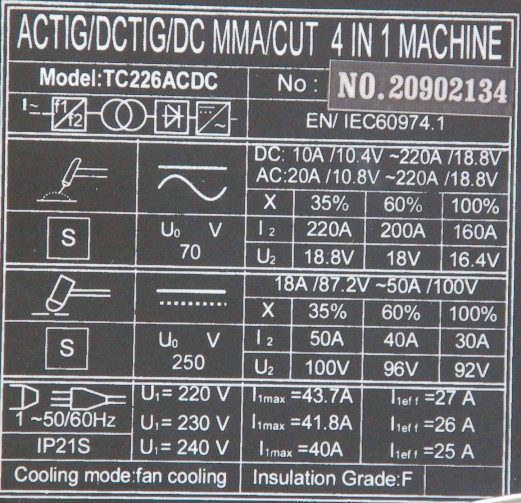 ACTIG/DCTIG/DC MMA/CUT 4 IN 1 MACHINE
Model:TC226ACDC No : NO.20902134
1~ f1 f2 EN/ IEC60974.1
DC: 10A /10.4V ~220A /18.8V
AC:20A /10.8V ~220A /18.8V
X 35% 60% 100%
S U₀ V 70 I₂ 220A 200A 160A
U₂ 18.8V 18V 16.4V
18A /87.2V ~50A /100V
X 35% 60% 100%
S U₀ V 250 I₂ 50A 40A 30A
U₂ 100V 96V 92V
U₁= 220 V I₁max =43.7A I₁eff =27 A
1 ~50/60Hz U₁= 230 V I₁max =41.8A I₁eff =26 A
IP21S U₁= 240 V I₁max =40A I₁eff =25 A
Cooling mode:fan cooling Insulation Grade:F